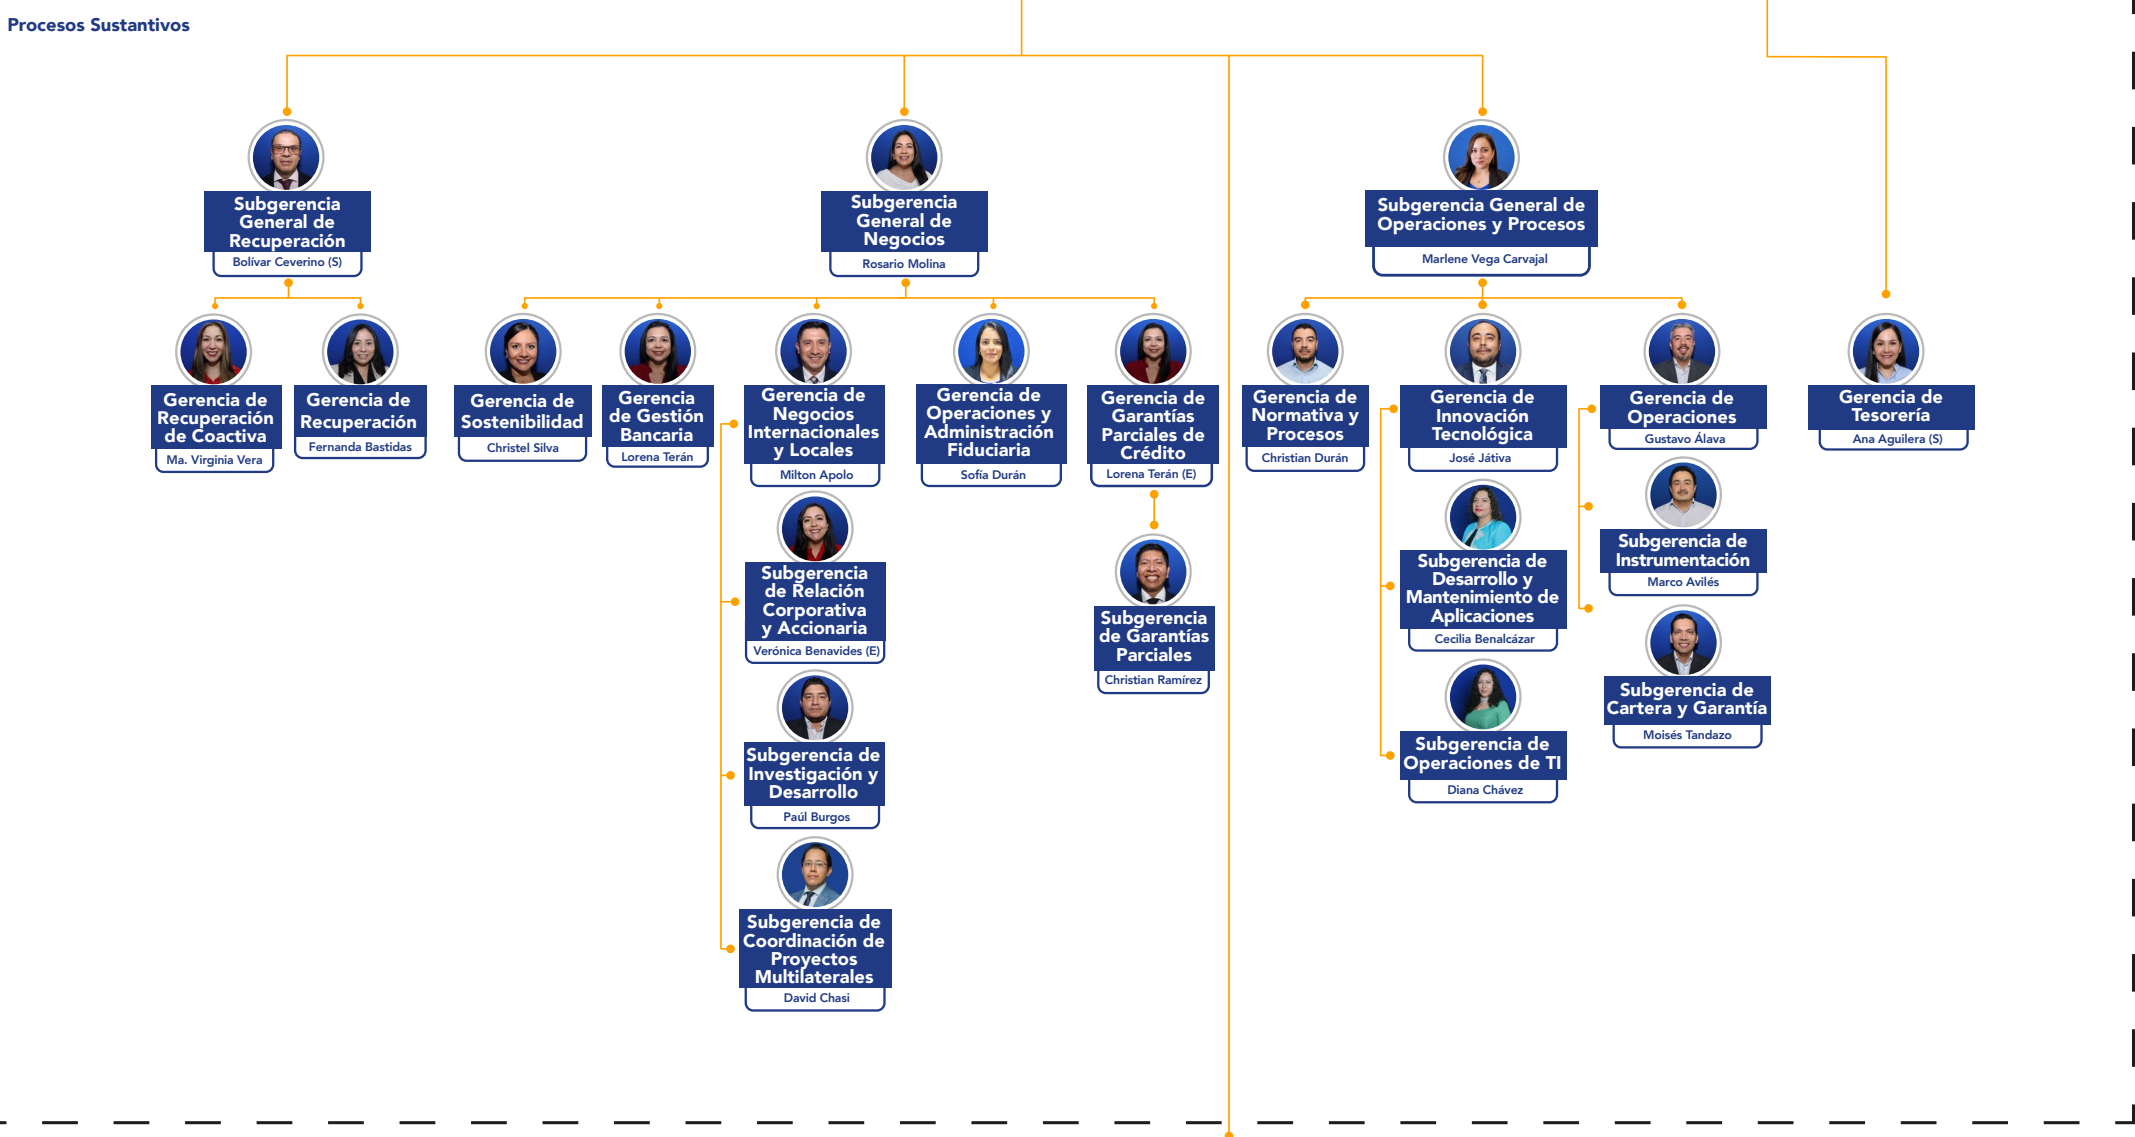 Procesos Sustantivos
Subgerencia
General de
Recuperación
Bolívar Ceverino (S)
Subgerencia
General de
Negocios
Rosario Molina
Subgerencia General de
Operaciones y Procesos
Marlene Vega Carvajal
Gerencia de
Recuperación
de Coactiva
Ma. Virginia Vera
Gerencia de
Recuperación
Fernanda Bastidas
Gerencia de
Sostenibilidad
Christel Silva
Gerencia
de Gestión
Bancaria
Lorena Terán
Gerencia de
Negocios
Internacionales
y Locales
Milton Apolo
Gerencia de
Operaciones y
Administración
Fiduciaria
Sofía Durán
Gerencia de
Garantías
Parciales de
Crédito
Lorena Terán (E)
Gerencia de
Normativa y
Procesos
Christian Durán
Gerencia de
Innovación
Tecnológica
José Játiva
Gerencia de
Operaciones
Gustavo Álava
Gerencia de
Tesorería
Ana Aguilera (S)
Subgerencia
de Relación
Corporativa
y Accionaria
Verónica Benavides (E)
Subgerencia de
Investigación y
Desarrollo
Paúl Burgos
Subgerencia de
Coordinación de
Proyectos
Multilaterales
David Chasi
Subgerencia
de Garantías
Parciales
Christian Ramírez
Subgerencia de
Desarrollo y
Mantenimiento de
Aplicaciones
Cecilia Benalcázar
Subgerencia de
Operaciones de TI
Diana Chávez
Subgerencia de
Instrumentación
Marco Avilés
Subgerencia de
Cartera y Garantía
Moisés Tandazo